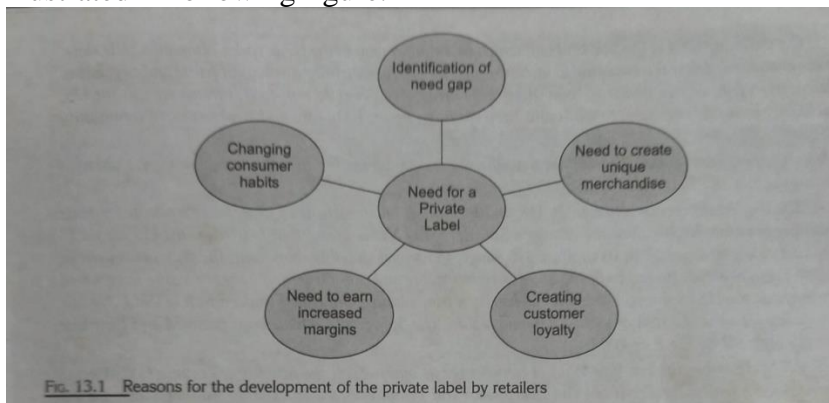 Identification of
need gap
Changing
consumer
habits
Need to create
unique
merchandise
Need for a
Private
Label
Need to earn
increased
margins
Creating
customer
loyalty
FIG. 13.1 Reasons for the development of the private label by retailers